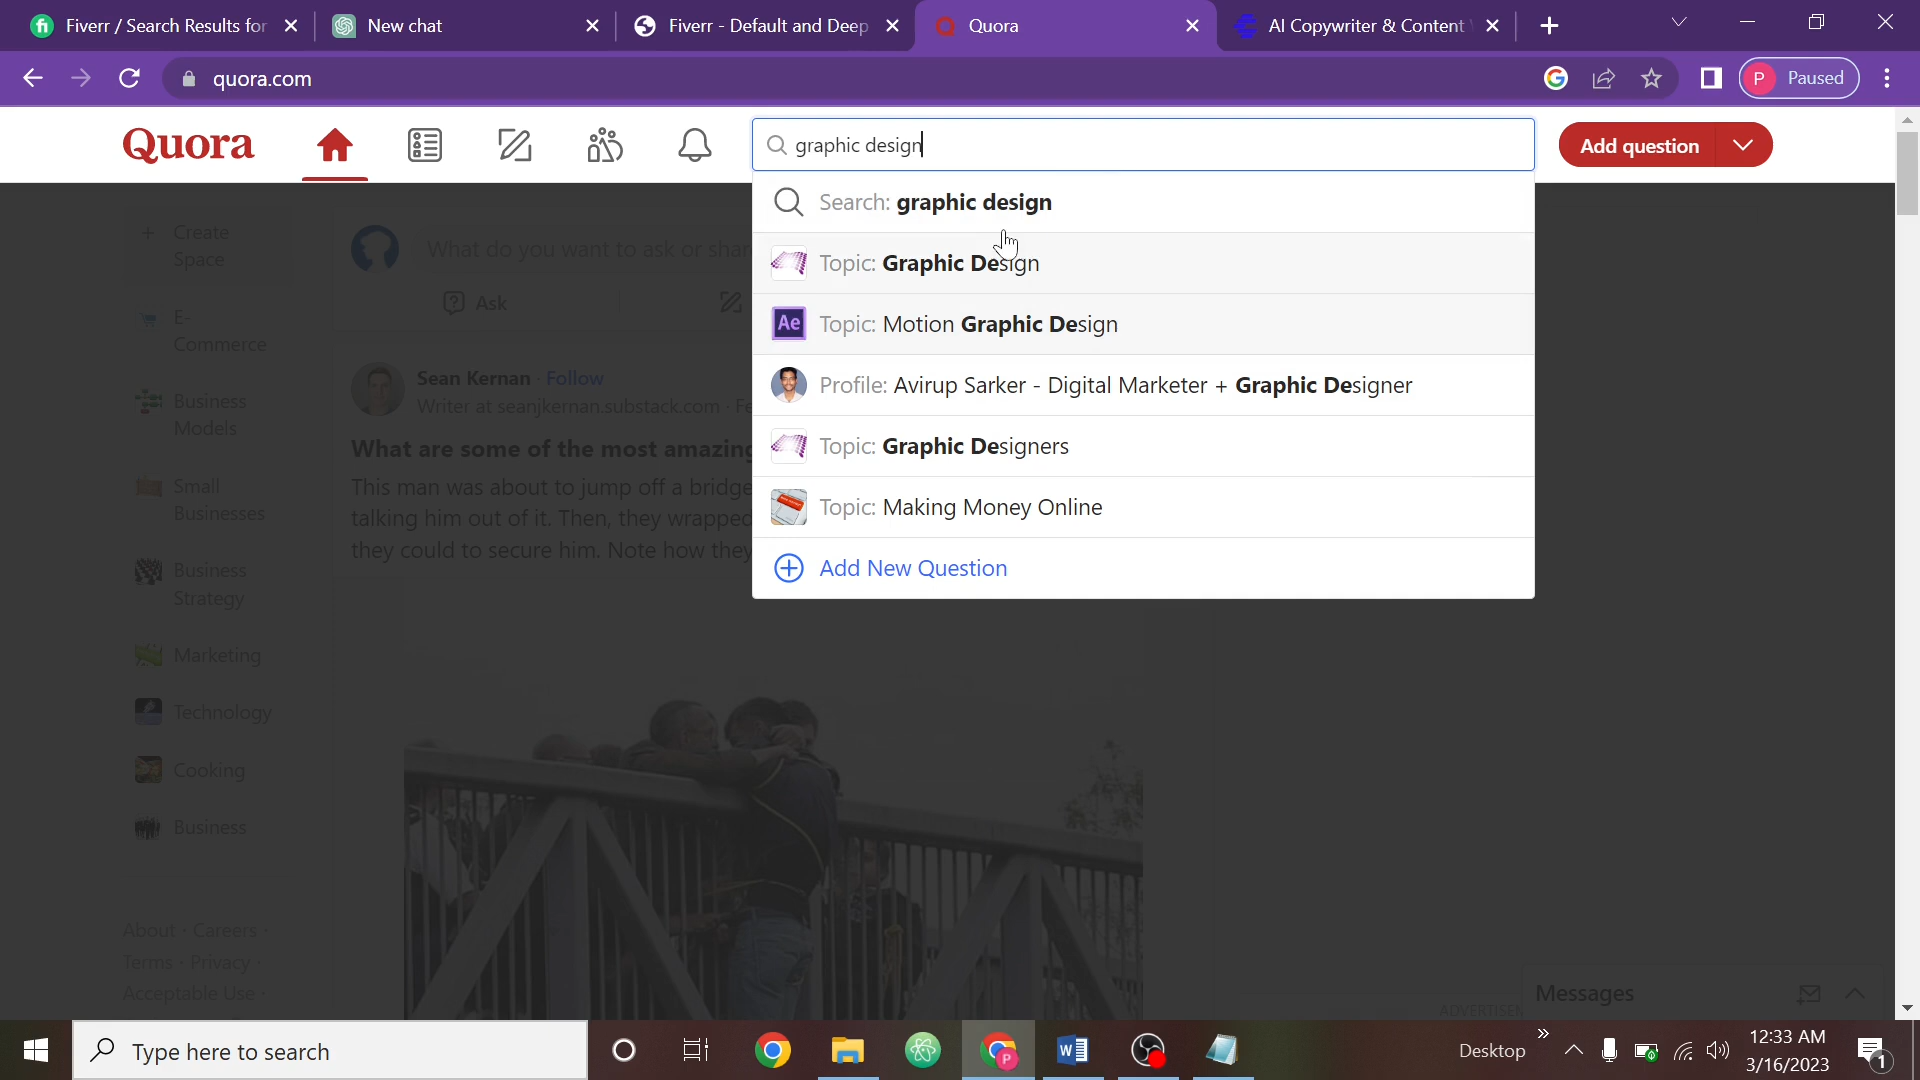 Fiverr / Search Results for
New chat
Fiverr - Default and Deep
Quora
AI Copywriter & Content
quora.com
P Paused
Quora
graphic design
Add question
Search: graphic design
Topic: Graphic Design
Topic: Motion Graphic Design
Ae
Profile: Avirup Sarker - Digital Marketer + Graphic Designer
Topic: Graphic Designers
Topic: Making Money Online
Add New Question
+ Create
Space
E-
Commerce
Business
Models
Small
Businesses
Business
Strategy
Marketing
Technology
Cooking
Business
About · Careers ·
Terms · Privacy ·
Acceptable Use ·
What do you want to ask or shar
Ask
Sean Kernan · Follow
Writer at seanjkernan.substack.com · Fe
What are some of the most amazing
This man was about to jump off a bridge
talking him out of it. Then, they wrapped
they could to secure him. Note how they
ADVERTISEM
Messages
Type here to search
P
Desktop
12:33 AM
3/16/2023
1